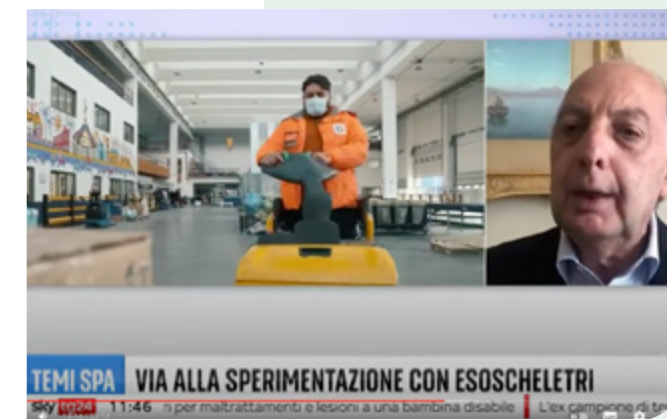 TEMI SPA VIA ALLA SPERIMENTAZIONE CON ESOSCHELETRI
sky tg24 11:46 ri per maltrattamenti e lesioni a una bambina disabile L'ex campione di